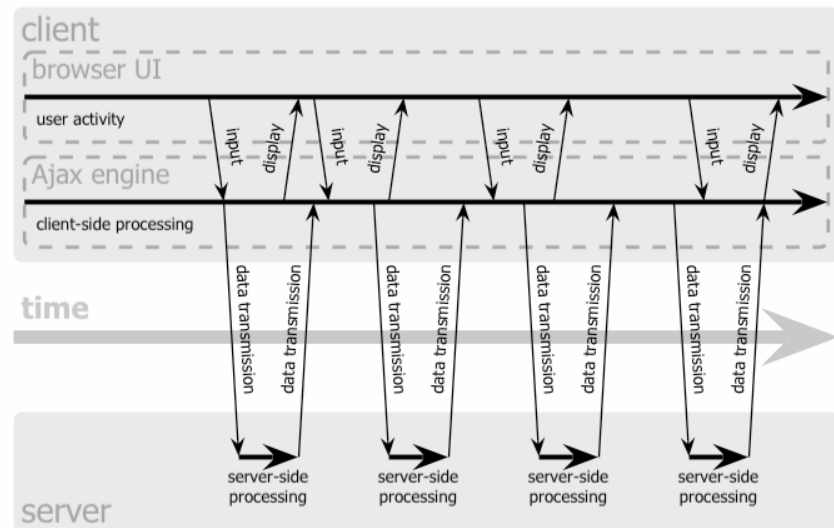 client
browser UI
user activity
input
display
input
display
input
display
input
display
Ajax engine
client-side processing
data transmission
data transmission
data transmission
data transmission
data transmission
data transmission
data transmission
data transmission
time
server-side
processing
server-side
processing
server-side
processing
server-side
processing
server